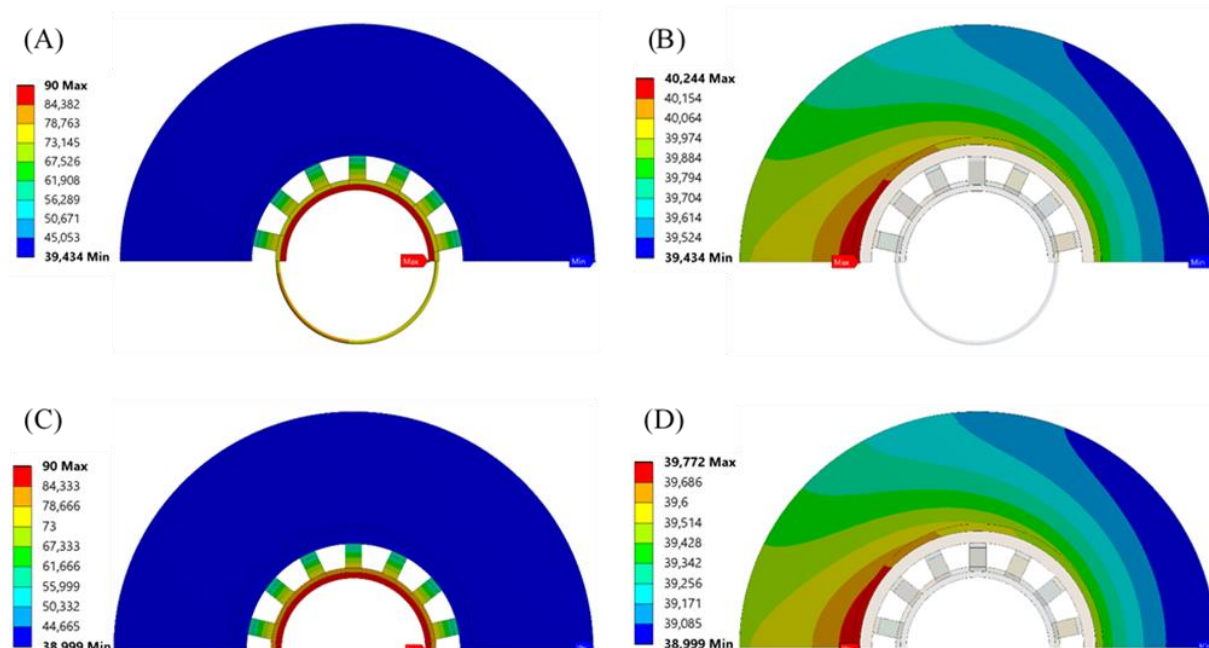 (A)
90 Max
84,382
78,763
73,145
67,526
61,908
56,289
50,671
45,053
39,434 Min
Max
Min
(B)
40,244 Max
40,154
40,064
39,974
39,884
39,794
39,704
39,614
39,524
39,434 Min
Max
Min
(C)
90 Max
84,333
78,666
73
67,333
61,666
55,999
50,332
44,665
38,999 Min
(D)
39,772 Max
39,686
39,6
39,514
39,428
39,342
39,256
39,171
39,085
38,999 Min